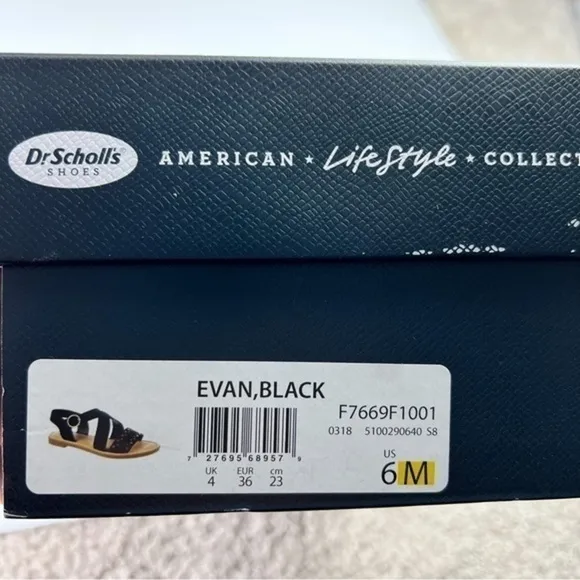 Dr.Scholl's
SHOES
AMERICAN ★ LifeStyle ★ COLLECT
EVAN,BLACK
F7669F1001
0318 5100290640 S8
7 27695 68957 9
UK EUR cm
4 36 23
US
6 M